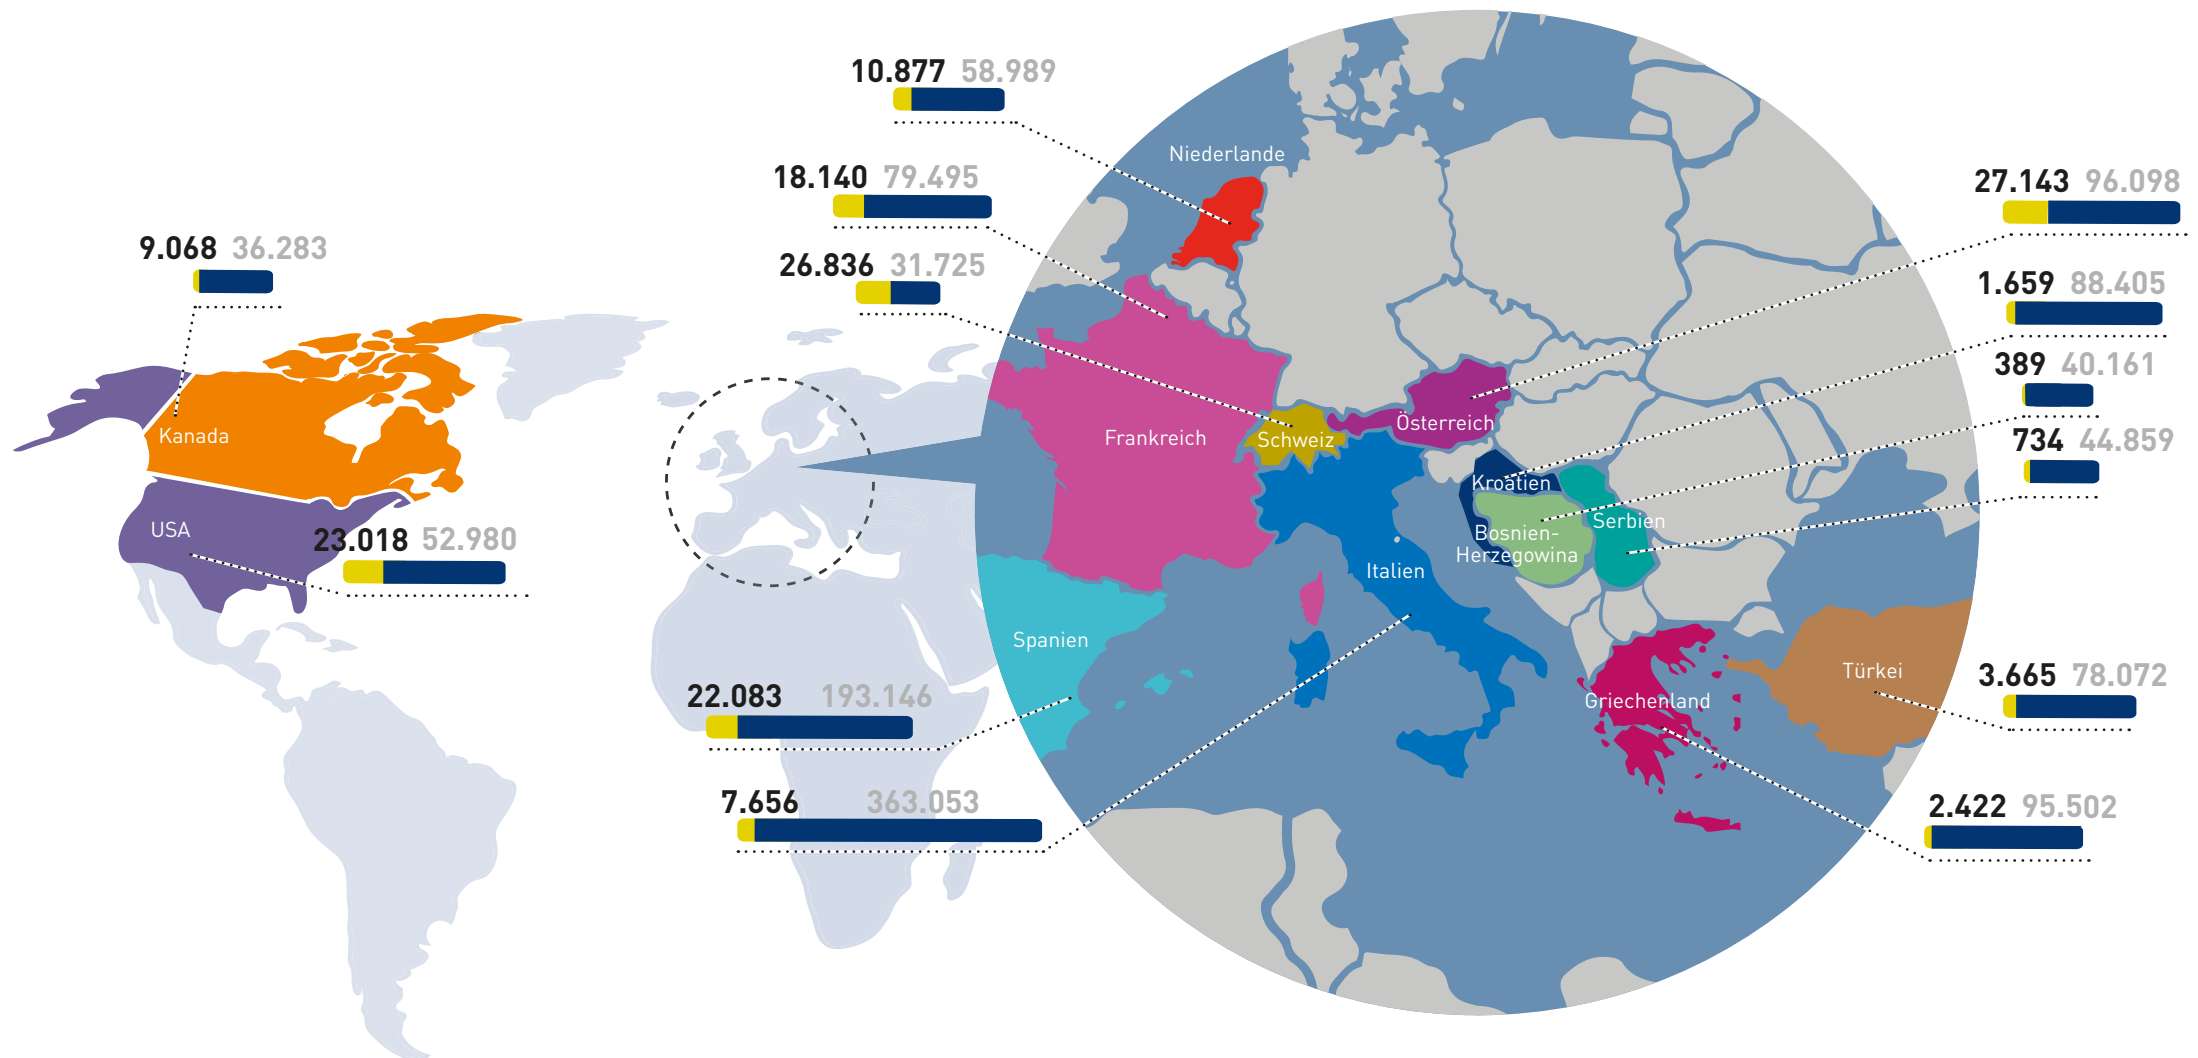 10.877 58.989
Niederlande
18.140 79.495
27.143 96.098
9.068 36.283
26.836 31.725
1.659 88.405
389 40.161
Kanada
Frankreich
Schweiz
Österreich
734 44.859
Kroatien
USA
23.018 52.980
Serbien
Bosnien-
Herzegowina
Italien
Spanien
Türkei
3.665 78.072
22.083 193.146
Griechenland
7.656 363.053
2.422 95.502